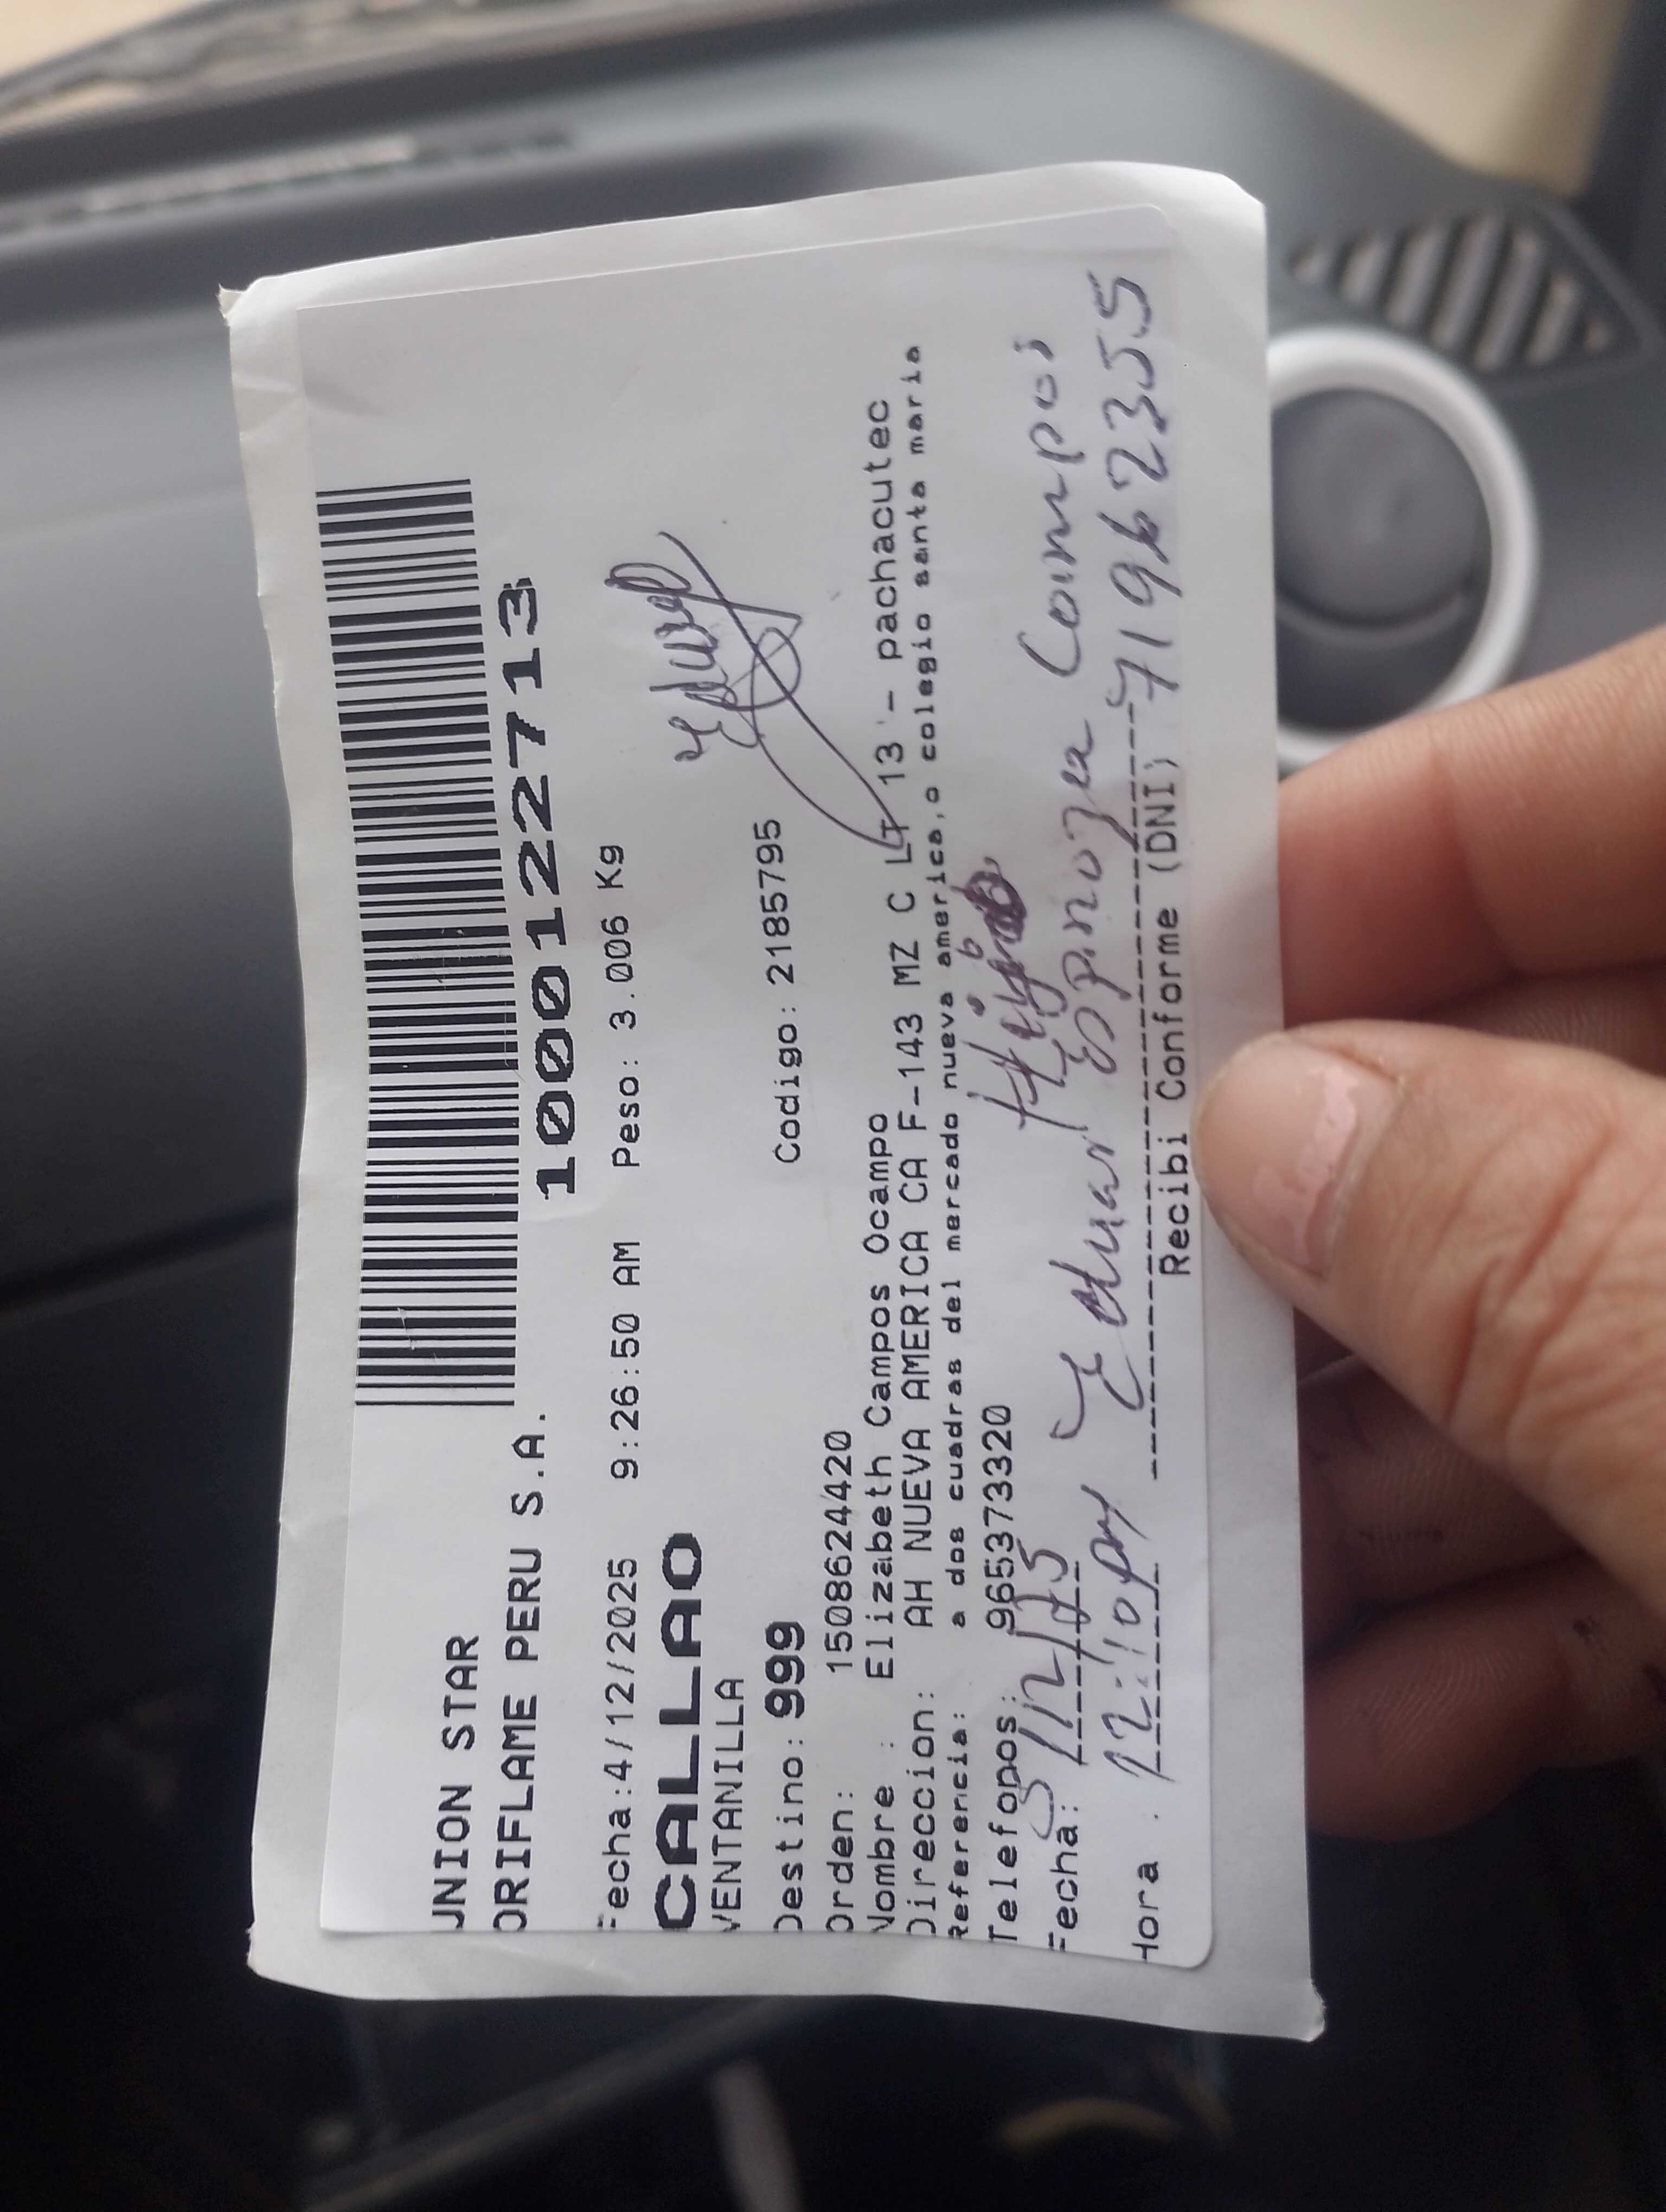 UNION STAR
ORIFLAME PERU S.A.
1000122713
Fecha:4/12/2025 9:26:50 AM Peso: 3.006 Kg
CALLAO
VENTANILLA
Destino: 999 Codigo: 2185795
Orden: 1508624420
Nombre : Elizabeth Campos Ocampo
Direccion: AH NUEVA AMERICA CA F-143 MZ C LT 13 - pachacutec
Referencia: a dos cuadras del mercado nueva america,o colegio santa maria
Telefonos: 965373320
Hijo
Fecha: 5/12/25
Eduar Espinoza Campos
Hora : 12:10 pm 71962355
Recibi Conforme (DNI)